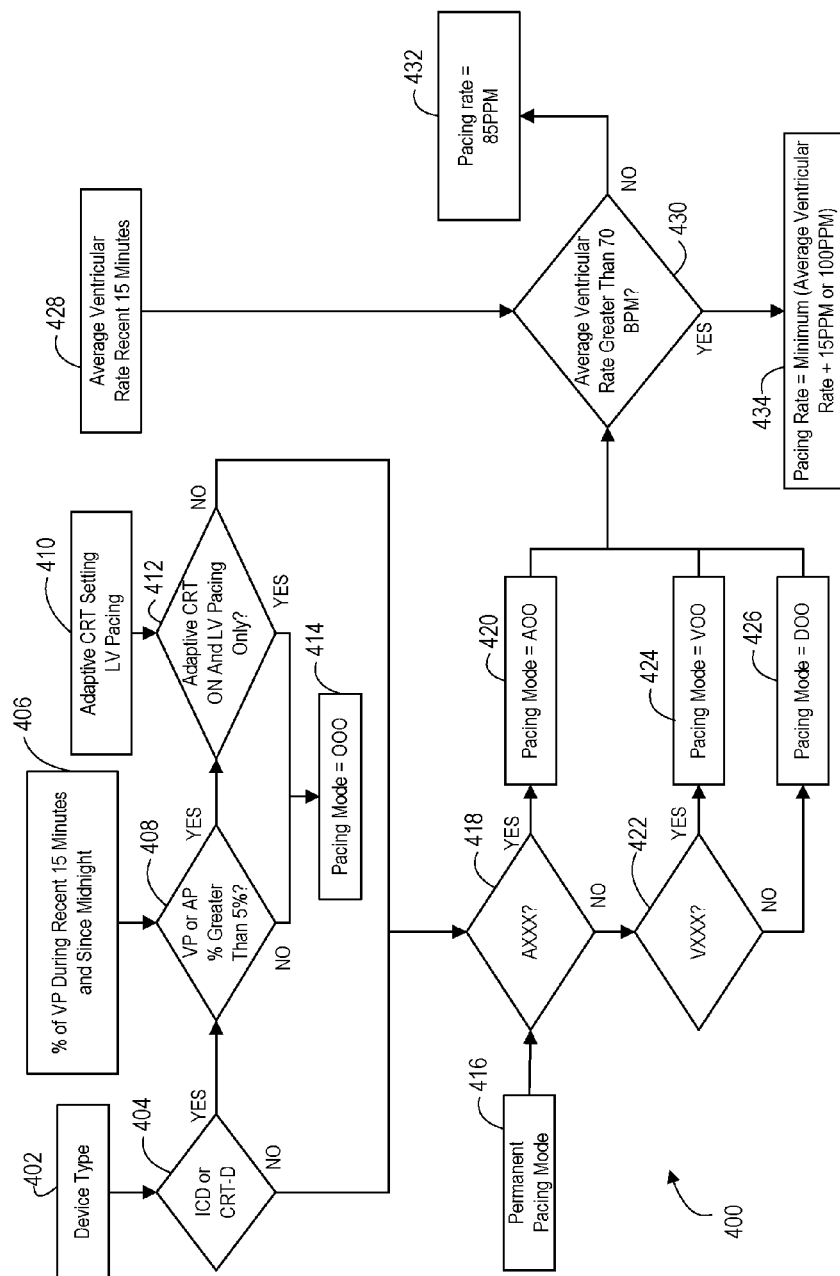 402
Device Type
404
ICD or
CRT-D
YES
NO
406
% of VP During Recent 15 Minutes
and Since Midnight
408
VP or AP
% Greater
Than 5%?
YES
NO
410
Adaptive CRT Setting
LV Pacing
412
Adaptive CRT
ON And LV Pacing
Only?
NO
YES
414
Pacing Mode = OOO
428
Average Ventricular
Rate Recent 15 Minutes
416
Permanent
Pacing Mode
418
AXXX?
YES
NO
420
Pacing Mode = AOO
422
VXXX?
YES
NO
424
Pacing Mode = VOO
426
Pacing Mode = DOO
Average Ventricular
Rate Greater Than 70
BPM?
430
NO
YES
432
Pacing rate =
85PPM
434
Pacing Rate = Minimum (Average Ventricular
Rate + 15PPM or 100PPM)
400